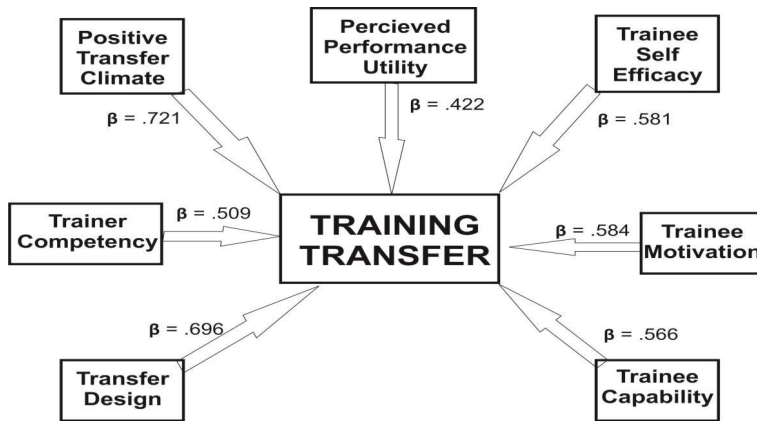 Positive
Transfer
Climate
Percieved
Performance
Utility
Trainee
Self
Efficacy
β = .721
β = .422
β = .581
Trainer
Competency
β = .509
TRAINING
TRANSFER
β = .584
Trainee
Motivation
β = .696
β = .566
Transfer
Design
Trainee
Capability